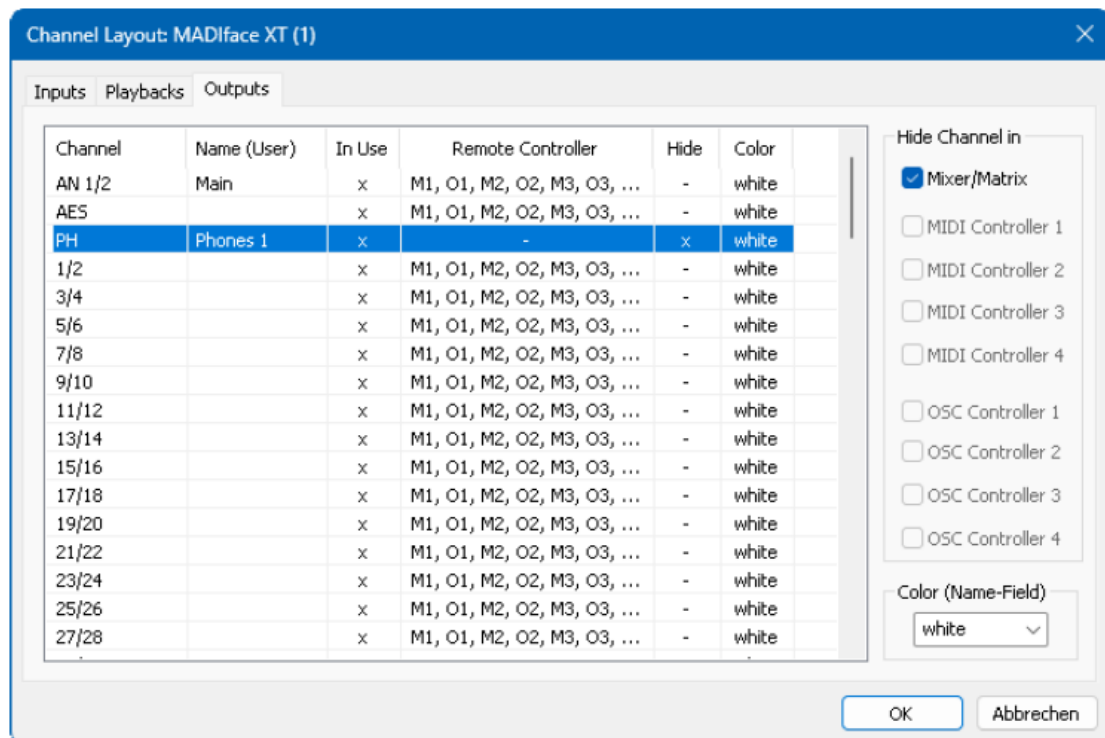 Channel Layout: MADIface XT (1)
Inputs Playbacks Outputs
Channel Name (User) In Use Remote Controller Hide Color
AN 1/2 Main x M1, O1, M2, O2, M3, O3, ... - white
AES x M1, O1, M2, O2, M3, O3, ... - white
PH Phones 1 x - x white
1/2 x M1, O1, M2, O2, M3, O3, ... - white
3/4 x M1, O1, M2, O2, M3, O3, ... - white
5/6 x M1, O1, M2, O2, M3, O3, ... - white
7/8 x M1, O1, M2, O2, M3, O3, ... - white
9/10 x M1, O1, M2, O2, M3, O3, ... - white
11/12 x M1, O1, M2, O2, M3, O3, ... - white
13/14 x M1, O1, M2, O2, M3, O3, ... - white
15/16 x M1, O1, M2, O2, M3, O3, ... - white
17/18 x M1, O1, M2, O2, M3, O3, ... - white
19/20 x M1, O1, M2, O2, M3, O3, ... - white
21/22 x M1, O1, M2, O2, M3, O3, ... - white
23/24 x M1, O1, M2, O2, M3, O3, ... - white
25/26 x M1, O1, M2, O2, M3, O3, ... - white
27/28 x M1, O1, M2, O2, M3, O3, ... - white
Hide Channel in
Mixer/Matrix
MIDI Controller 1
MIDI Controller 2
MIDI Controller 3
MIDI Controller 4
OSC Controller 1
OSC Controller 2
OSC Controller 3
OSC Controller 4
Color (Name-Field)
white
OK Abbrechen